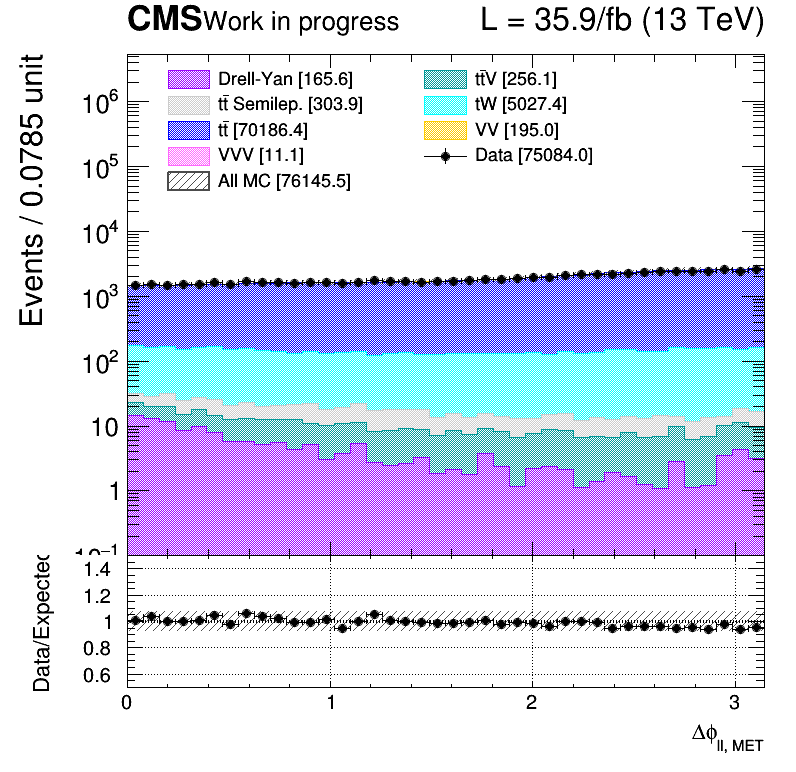 CMS Work in progress L = 35.9/fb (13 TeV)
Events / 0.0785 unit
Drell-Yan [165.6] tt̄V [256.1]
tt̄ Semilep. [303.9] tW [5027.4]
tt̄ [70186.4] VV [195.0]
VVV [11.1] Data [75084.0]
All MC [76145.5]
10⁶
10⁵
10⁴
10³
10²
10
1
10⁻¹
Data/Expected
1.4
1.2
1
0.8
0.6
0 1 2 3
Δϕll, MET